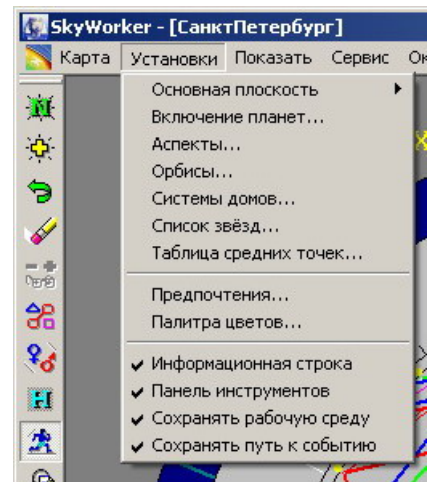 SkyWorker - [СанктПетербург]
Карта Установки Показать Сервис
Основная плоскость
Включение планет...
Аспекты...
Орбисы...
Системы домов...
Список звёзд...
Таблица средних точек...
Предпочтения...
Палитра цветов...
Информационная строка
Панель инструментов
Сохранять рабочую среду
Сохранять путь к событию